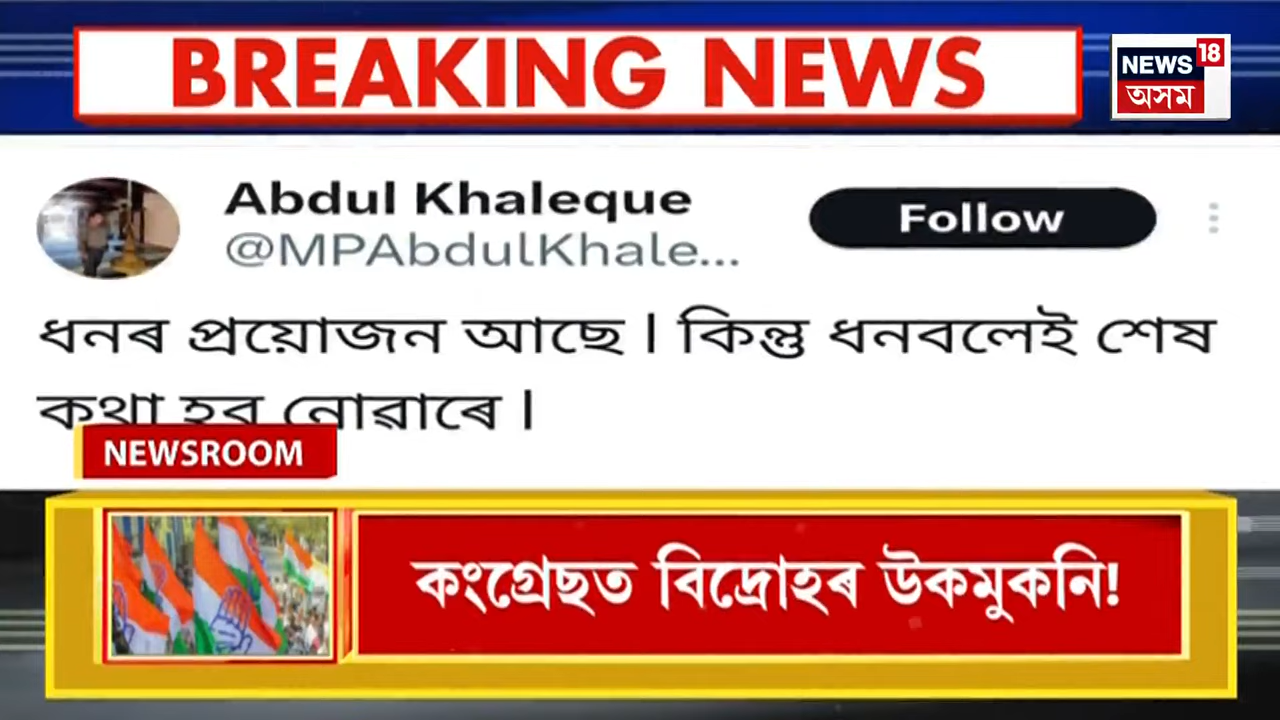 BREAKING NEWS
NEWS 18
অসম
Abdul Khaleque
Follow
@MPAbdulKhale...
ধনৰ প্ৰয়োজন আছে। কিন্তু ধনবলেই শেষ
কথা হব নোৱাৰে।
NEWSROOM
কংগ্ৰেছত বিদ্ৰোহৰ উকমুকনি!